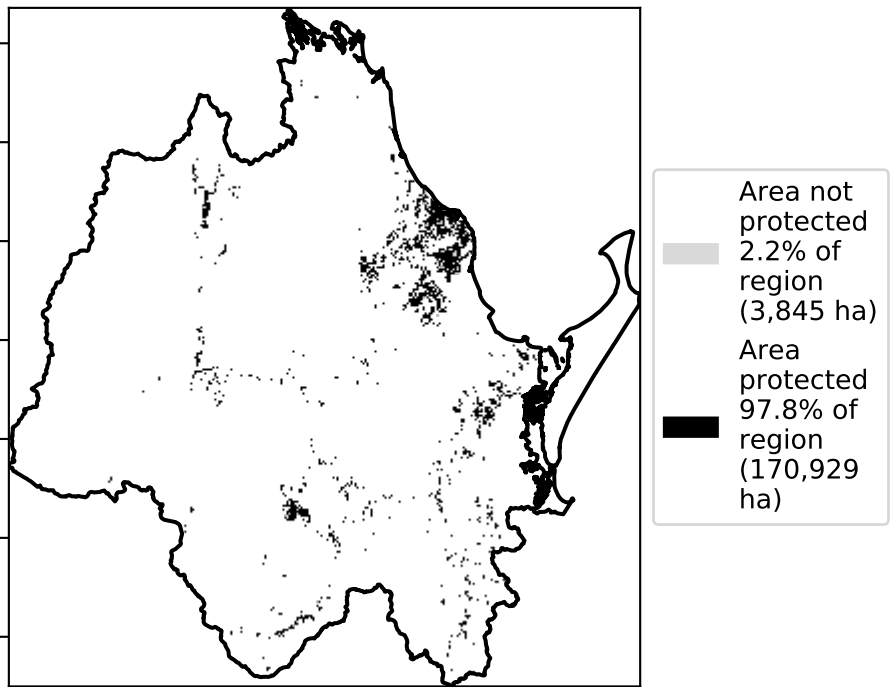 Area not
protected
2.2% of
region
(3,845 ha)
Area
protected
97.8% of
region
(170,929
ha)